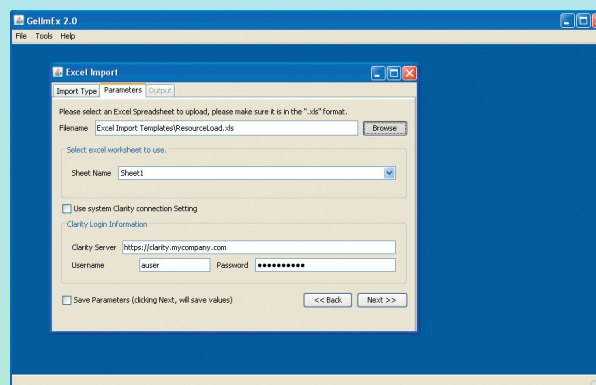 GelImEx 2.0
File Tools Help
Excel Import
Import Type Parameters Output
Please select an Excel Spreadsheet to upload, please make sure it is in the ".xls" format.
Filename Excel Import Templates\ResourceLoad.xls Browse
Select excel worksheet to use.
Sheet Name Sheet1
Use system Clarity connection Setting
Clarity Login Information
Clarity Server https://clarity.mycompany.com
Username auser Password ••••••••••
Save Parameters (clicking Next, will save values) << Back Next >>